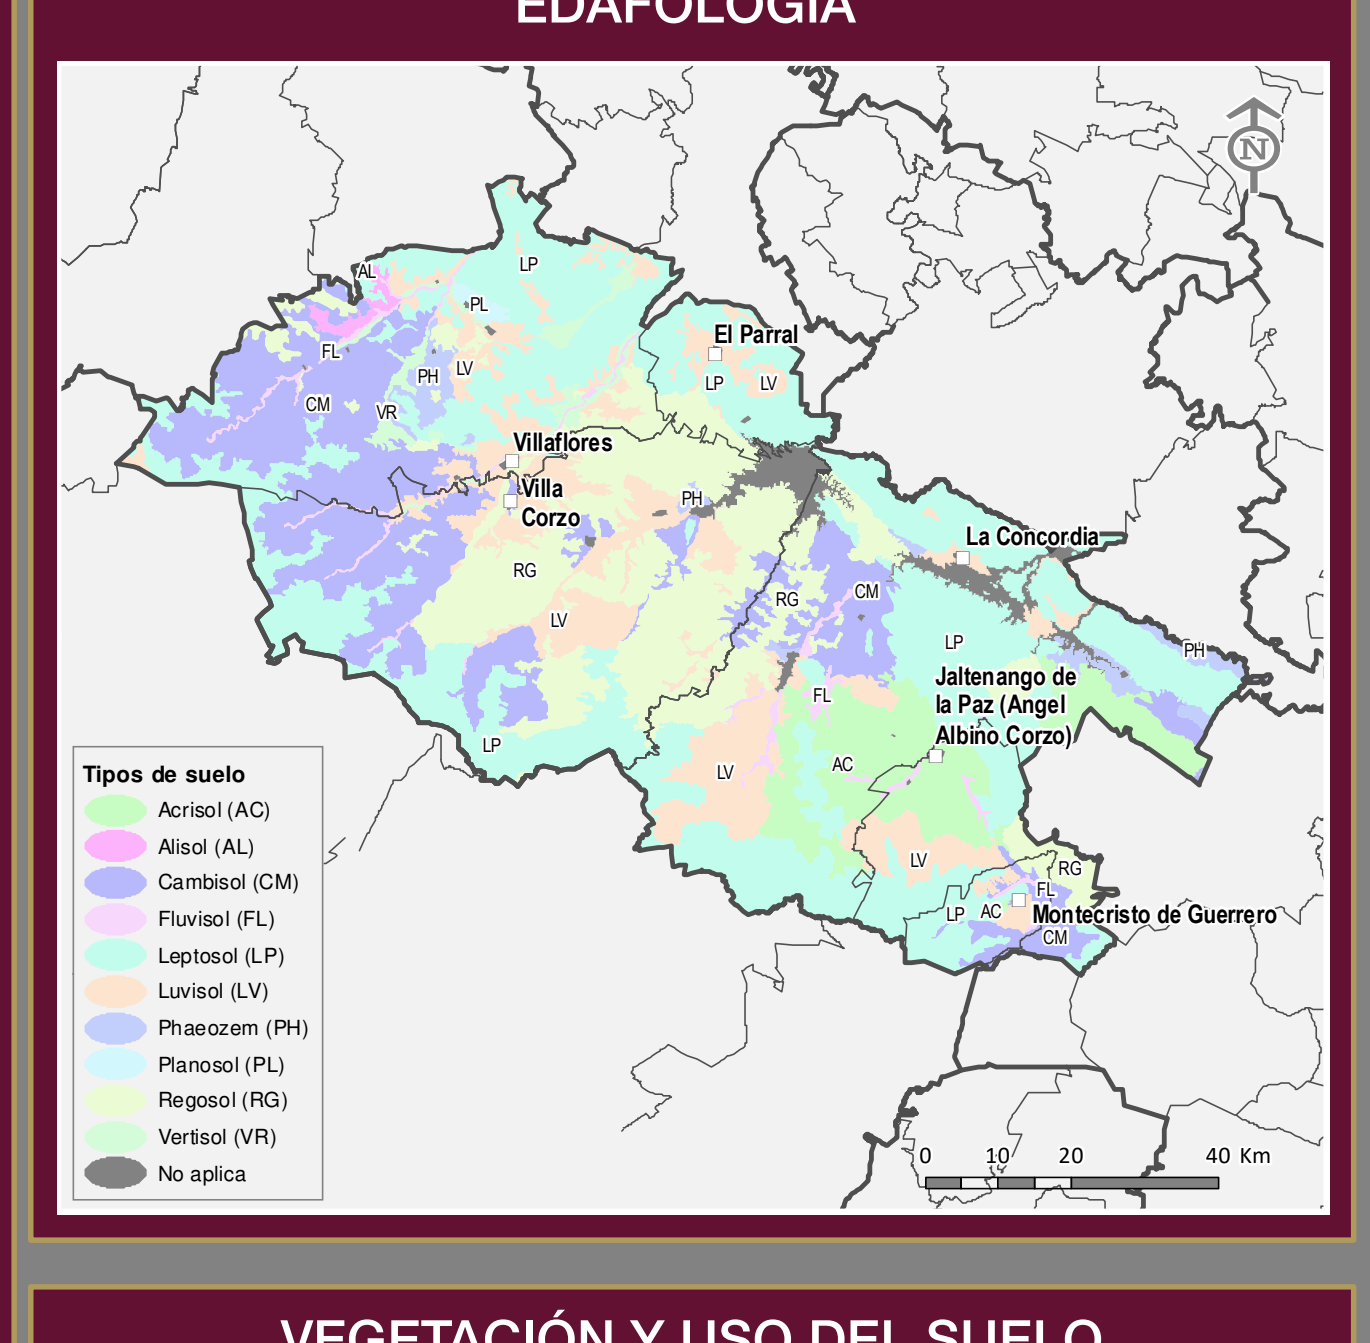 EDAFOLOGÍA
N
AL
LP
PL
El Parral
FL
LV
PH
LP
LV
CM
VR
Villaflores
Villa
Corzo
PH
La Concordia
RG
CM
RG
LV
LP
PH
Jaltenango de
la Paz (Angel
Albino Corzo)
FL
LP
AC
LV
LV
RG
FL
LP
AC
Montecristo de Guerrero
CM
Tipos de suelo
Acrisol (AC)
Alisol (AL)
Cambisol (CM)
Fluvisol (FL)
Leptosol (LP)
Luvisol (LV)
Phaeozem (PH)
Planosol (PL)
Regosol (RG)
Vertisol (VR)
No aplica
0 10 20 40 Km
VEGETACIÓN Y USO DEL SUELO